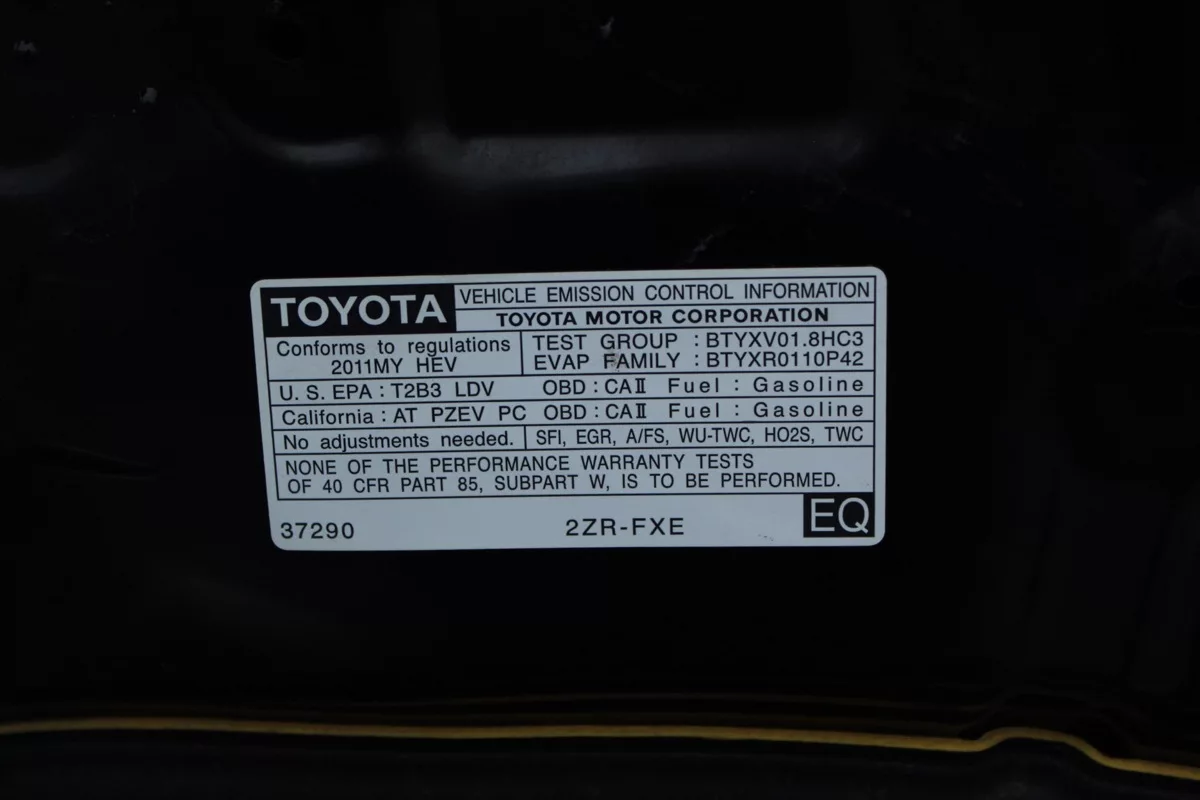 TOYOTA
VEHICLE EMISSION CONTROL INFORMATION
TOYOTA MOTOR CORPORATION
Conforms to regulations
2011MY HEV
TEST GROUP : BTYXV01.8HC3
EVAP FAMILY : BTYXR0110P42
U.S. EPA : T2B3 LDV OBD : CAⅡ Fuel : Gasoline
California : AT PZEV PC OBD : CAⅡ Fuel : Gasoline
No adjustments needed. SFI, EGR, A/FS, WU-TWC, HO2S, TWC
NONE OF THE PERFORMANCE WARRANTY TESTS
OF 40 CFR PART 85, SUBPART W, IS TO BE PERFORMED.
37290 2ZR-FXE EQ